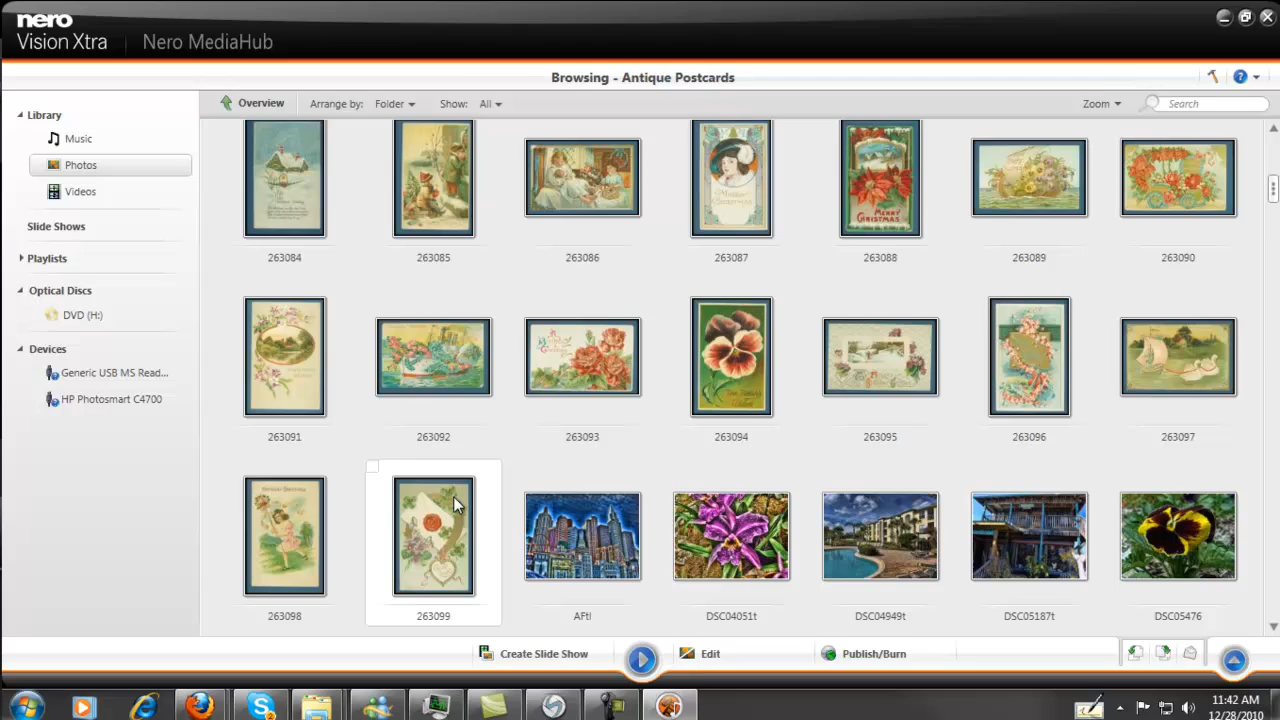 nero
Vision Xtra
Nero MediaHub
Browsing - Antique Postcards
Overview
Arrange by:
Folder
Show:
All
Zoom
Search
Library
Music
Photos
Videos
Slide Shows
Playlists
Optical Discs
DVD (H:)
Devices
Generic USB MS Read...
HP Photosmart C4700
MERRY
CHRISTMAS
263084
263085
263086
263087
263088
263089
263090
263091
263092
263093
263094
263095
263096
263097
263098
263099
AFtl
DSC04051t
DSC04949t
DSC05187t
DSC05476
Create Slide Show
Edit
Publish/Burn
11:42 AM
12/28/2010